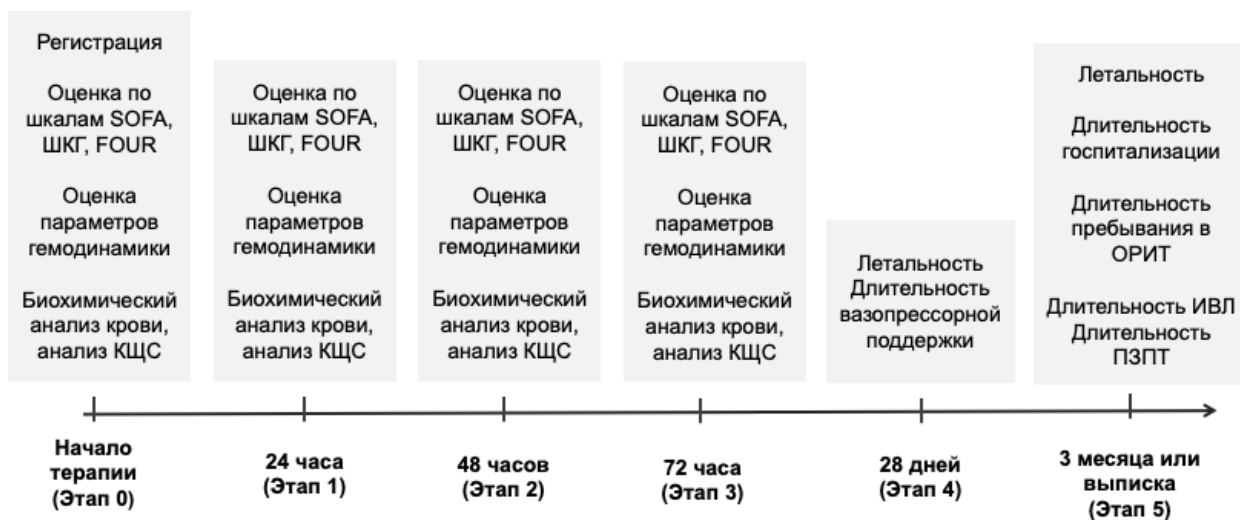 Регистрация
Оценка по
шкалам SOFA,
ШКГ, FOUR
Оценка
параметров
гемодинамики
Биохимический
анализ крови,
анализ КЩС
Оценка по
шкалам SOFA,
ШКГ, FOUR
Оценка
параметров
гемодинамики
Биохимический
анализ крови,
анализ КЩС
Оценка по
шкалам SOFA,
ШКГ, FOUR
Оценка
параметров
гемодинамики
Биохимический
анализ крови,
анализ КЩС
Оценка по
шкалам SOFA,
ШКГ, FOUR
Оценка
параметров
гемодинамики
Биохимический
анализ крови,
анализ КЩС
Летальность
Длительность
вазопрессорной
поддержки
Летальность
Длительность
госпитализации
Длительность
пребывания в
ОРИТ
Длительность ИВЛ
Длительность
ПЗПТ
Начало
терапии
(Этап 0)
24 часа
(Этап 1)
48 часов
(Этап 2)
72 часа
(Этап 3)
28 дней
(Этап 4)
3 месяца или
выписка
(Этап 5)